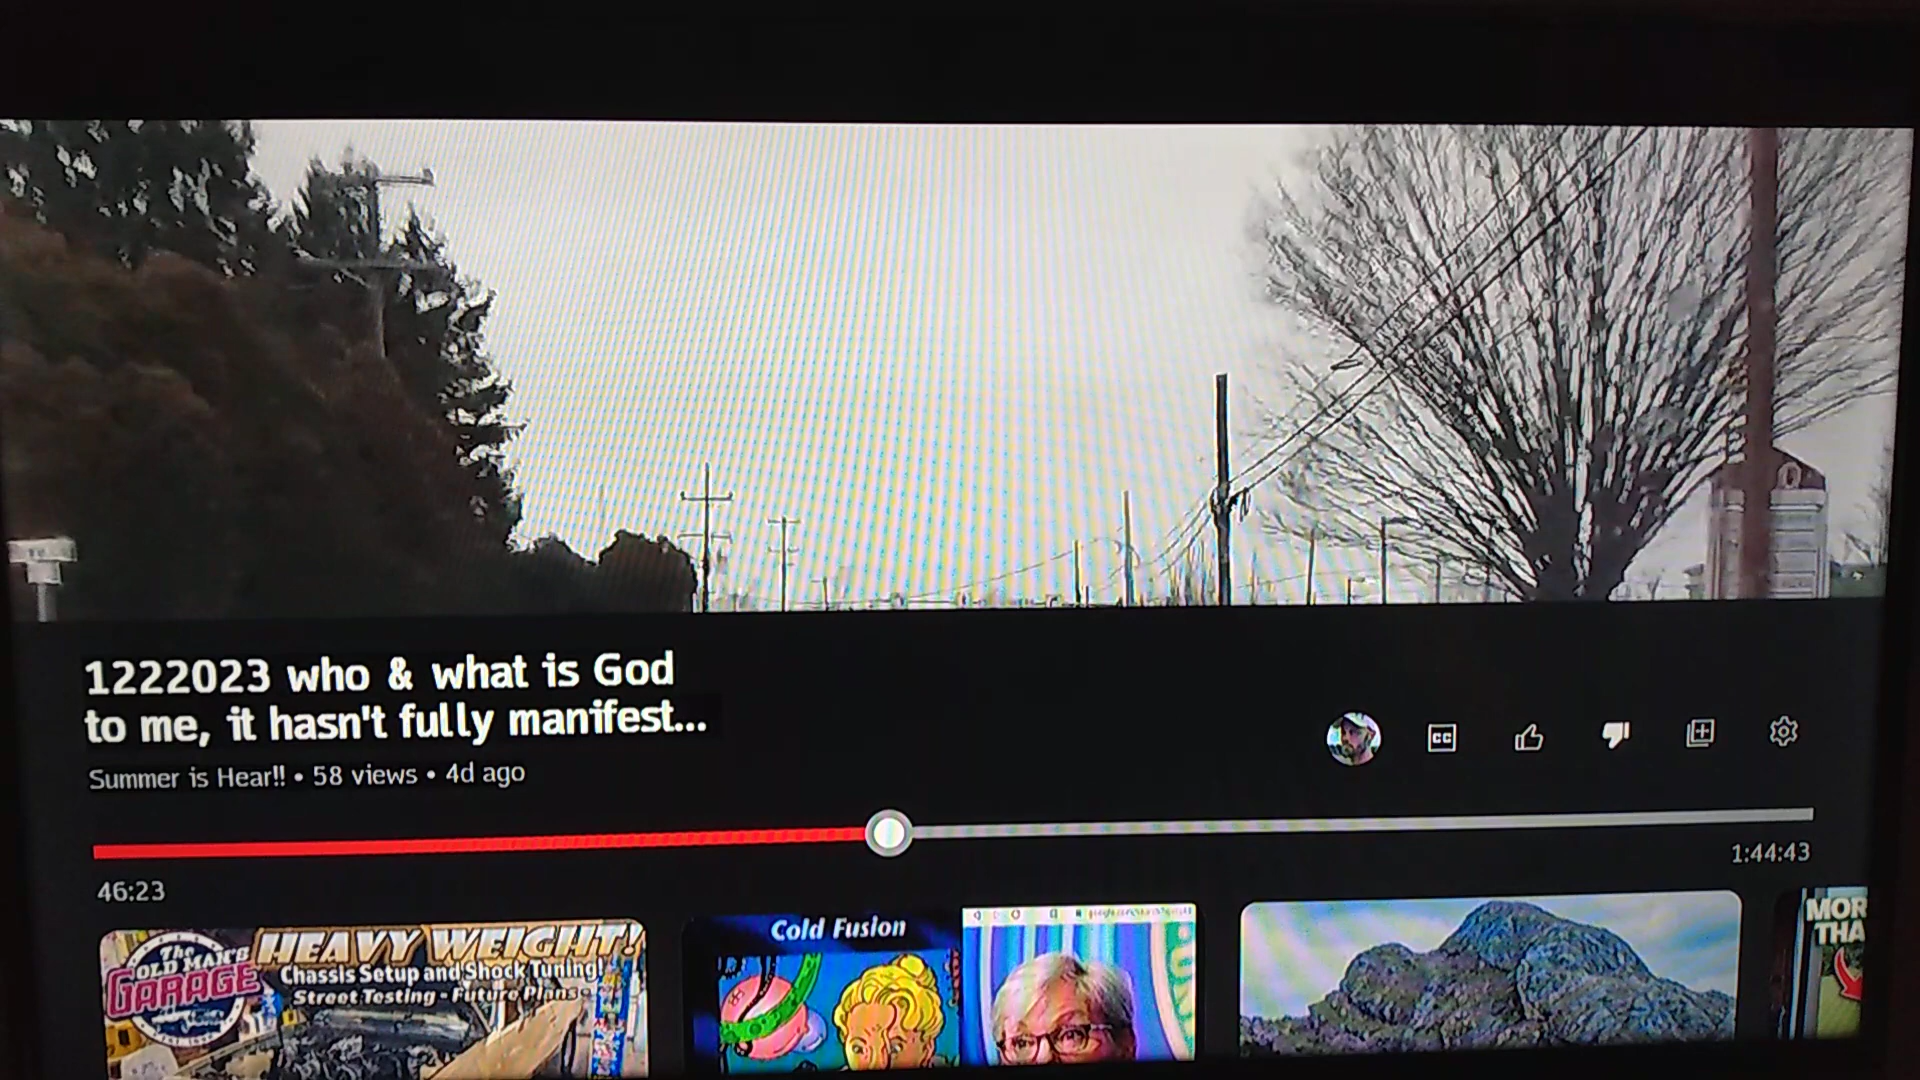 1222023 who & what is God
to me, it hasn't fully manifest...
Summer is Hear!! • 58 views • 4d ago
CC
46:23
1:44:43
The
OLD MAN'S
GARAGE
HEAVY WEIGHT!
Chassis Setup and Shock Tuning!
Street Testing - Future Plans -
Cold Fusion
MOR
THA